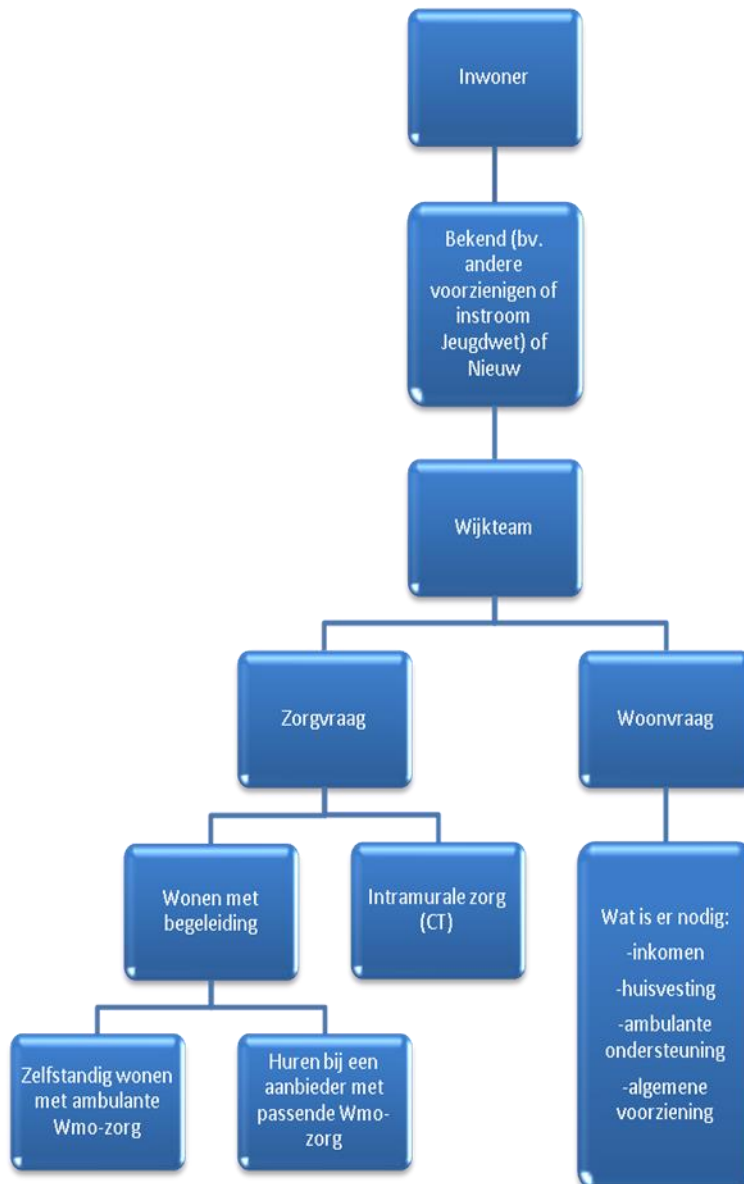 Inwoner
Bekend (bv.
andere
voorzienigen of
instroom
Jeugdwet) of
Nieuw
Wijkteam
Zorgvraag
Woonvraag
Wonen met
begeleiding
Intramurale zorg
(CT)
Wat is er nodig:
-inkomen
-huisvesting
-ambulante
ondersteuning
-algemene
voorziening
Zelfstandig wonen
met ambulante
Wmo-zorg
Huren bij een
aanbieder met
passende Wmo-
zorg